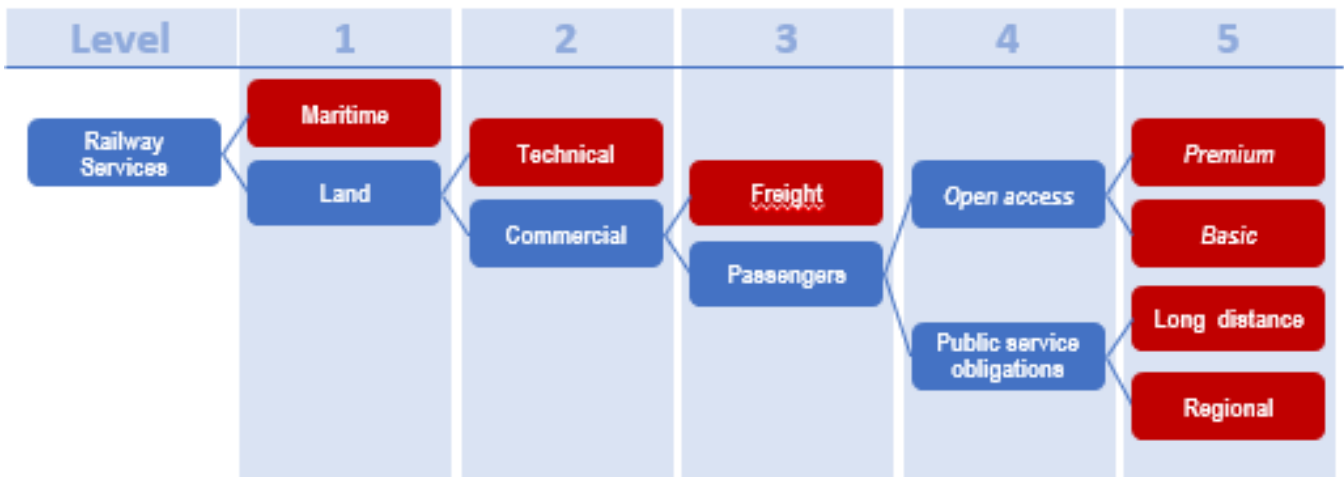 Level 1 2 3 4 5
Maritime
Railway
Services
Land
Technical
Commercial
Freight
Passengers
Open access
Public service
obligations
Premium
Basic
Long distance
Regional